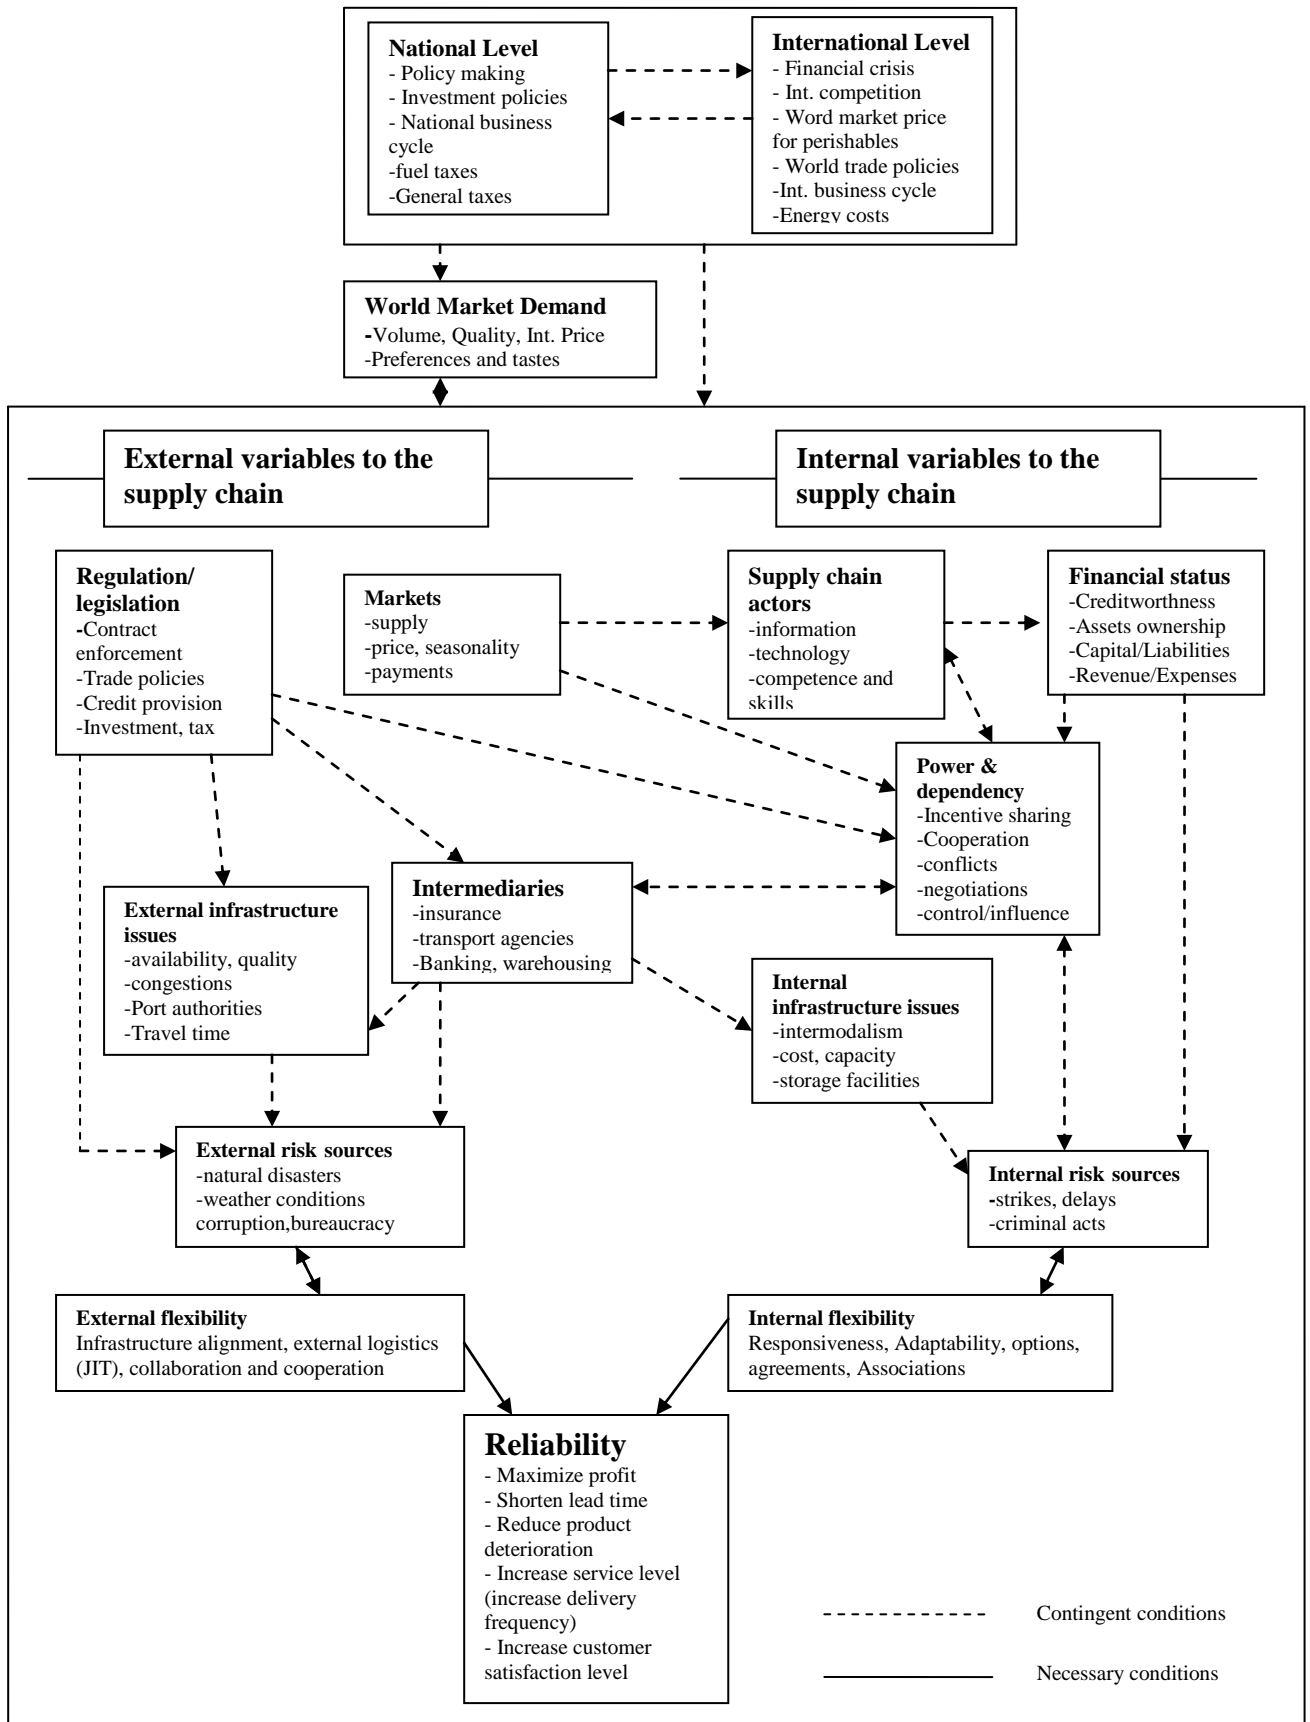 National Level
- Policy making
- Investment policies
- National business
cycle
-fuel taxes
-General taxes
International Level
- Financial crisis
- Int. competition
- Word market price
for perishables
- World trade policies
-Int. business cycle
-Energy costs
World Market Demand
-Volume, Quality, Int. Price
-Preferences and tastes
External variables to the
supply chain
Internal variables to the
supply chain
Regulation/
legislation
-Contract
enforcement
-Trade policies
-Credit provision
-Investment, tax
Markets
-supply
-price, seasonality
-payments
Supply chain
actors
-information
-technology
-competence and
skills
Financial status
-Creditworthness
-Assets ownership
-Capital/Liabilities
-Revenue/Expenses
Power &
dependency
-Incentive sharing
-Cooperation
-conflicts
-negotiations
-control/influence
External infrastructure
issues
-availability, quality
-congestions
-Port authorities
-Travel time
Intermediaries
-insurance
-transport agencies
-Banking, warehousing
Internal
infrastructure issues
-intermodalism
-cost, capacity
-storage facilities
External risk sources
-natural disasters
-weather conditions
corruption,bureaucracy
Internal risk sources
-strikes, delays
-criminal acts
External flexibility
Infrastructure alignment, external logistics
(JIT), collaboration and cooperation
Internal flexibility
Responsiveness, Adaptability, options,
agreements, Associations
Reliability
- Maximize profit
- Shorten lead time
- Reduce product
deterioration
- Increase service level
(increase delivery
frequency)
- Increase customer
satisfaction level
Contingent conditions
Necessary conditions